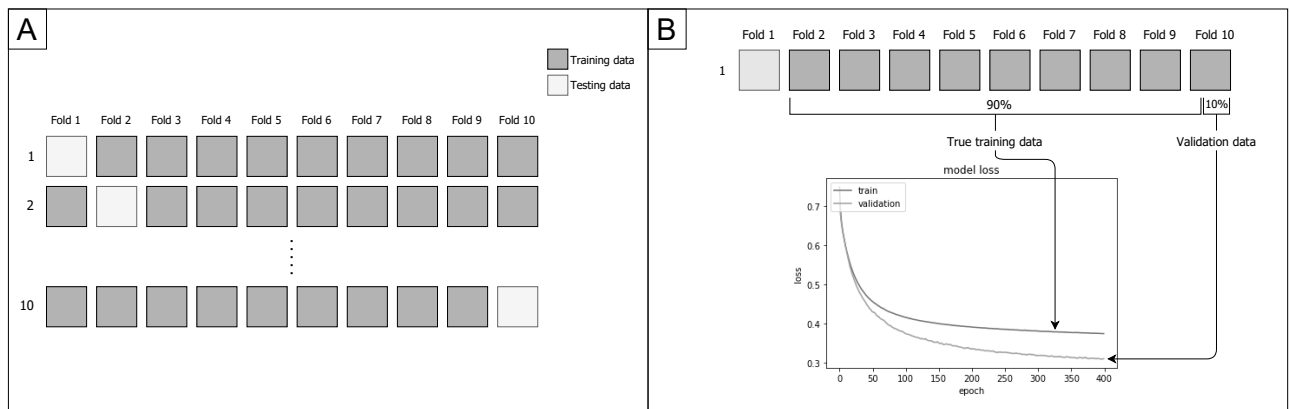 A
Training data
Testing data
Fold 1 Fold 2 Fold 3 Fold 4 Fold 5 Fold 6 Fold 7 Fold 8 Fold 9 Fold 10
1
2
10
B
Fold 1 Fold 2 Fold 3 Fold 4 Fold 5 Fold 6 Fold 7 Fold 8 Fold 9 Fold 10
1
90% 10%
True training data Validation data
model loss
train
validation
0.7
0.6
0.5
0.4
0.3
loss
0 50 100 150 200 250 300 350 400
epoch